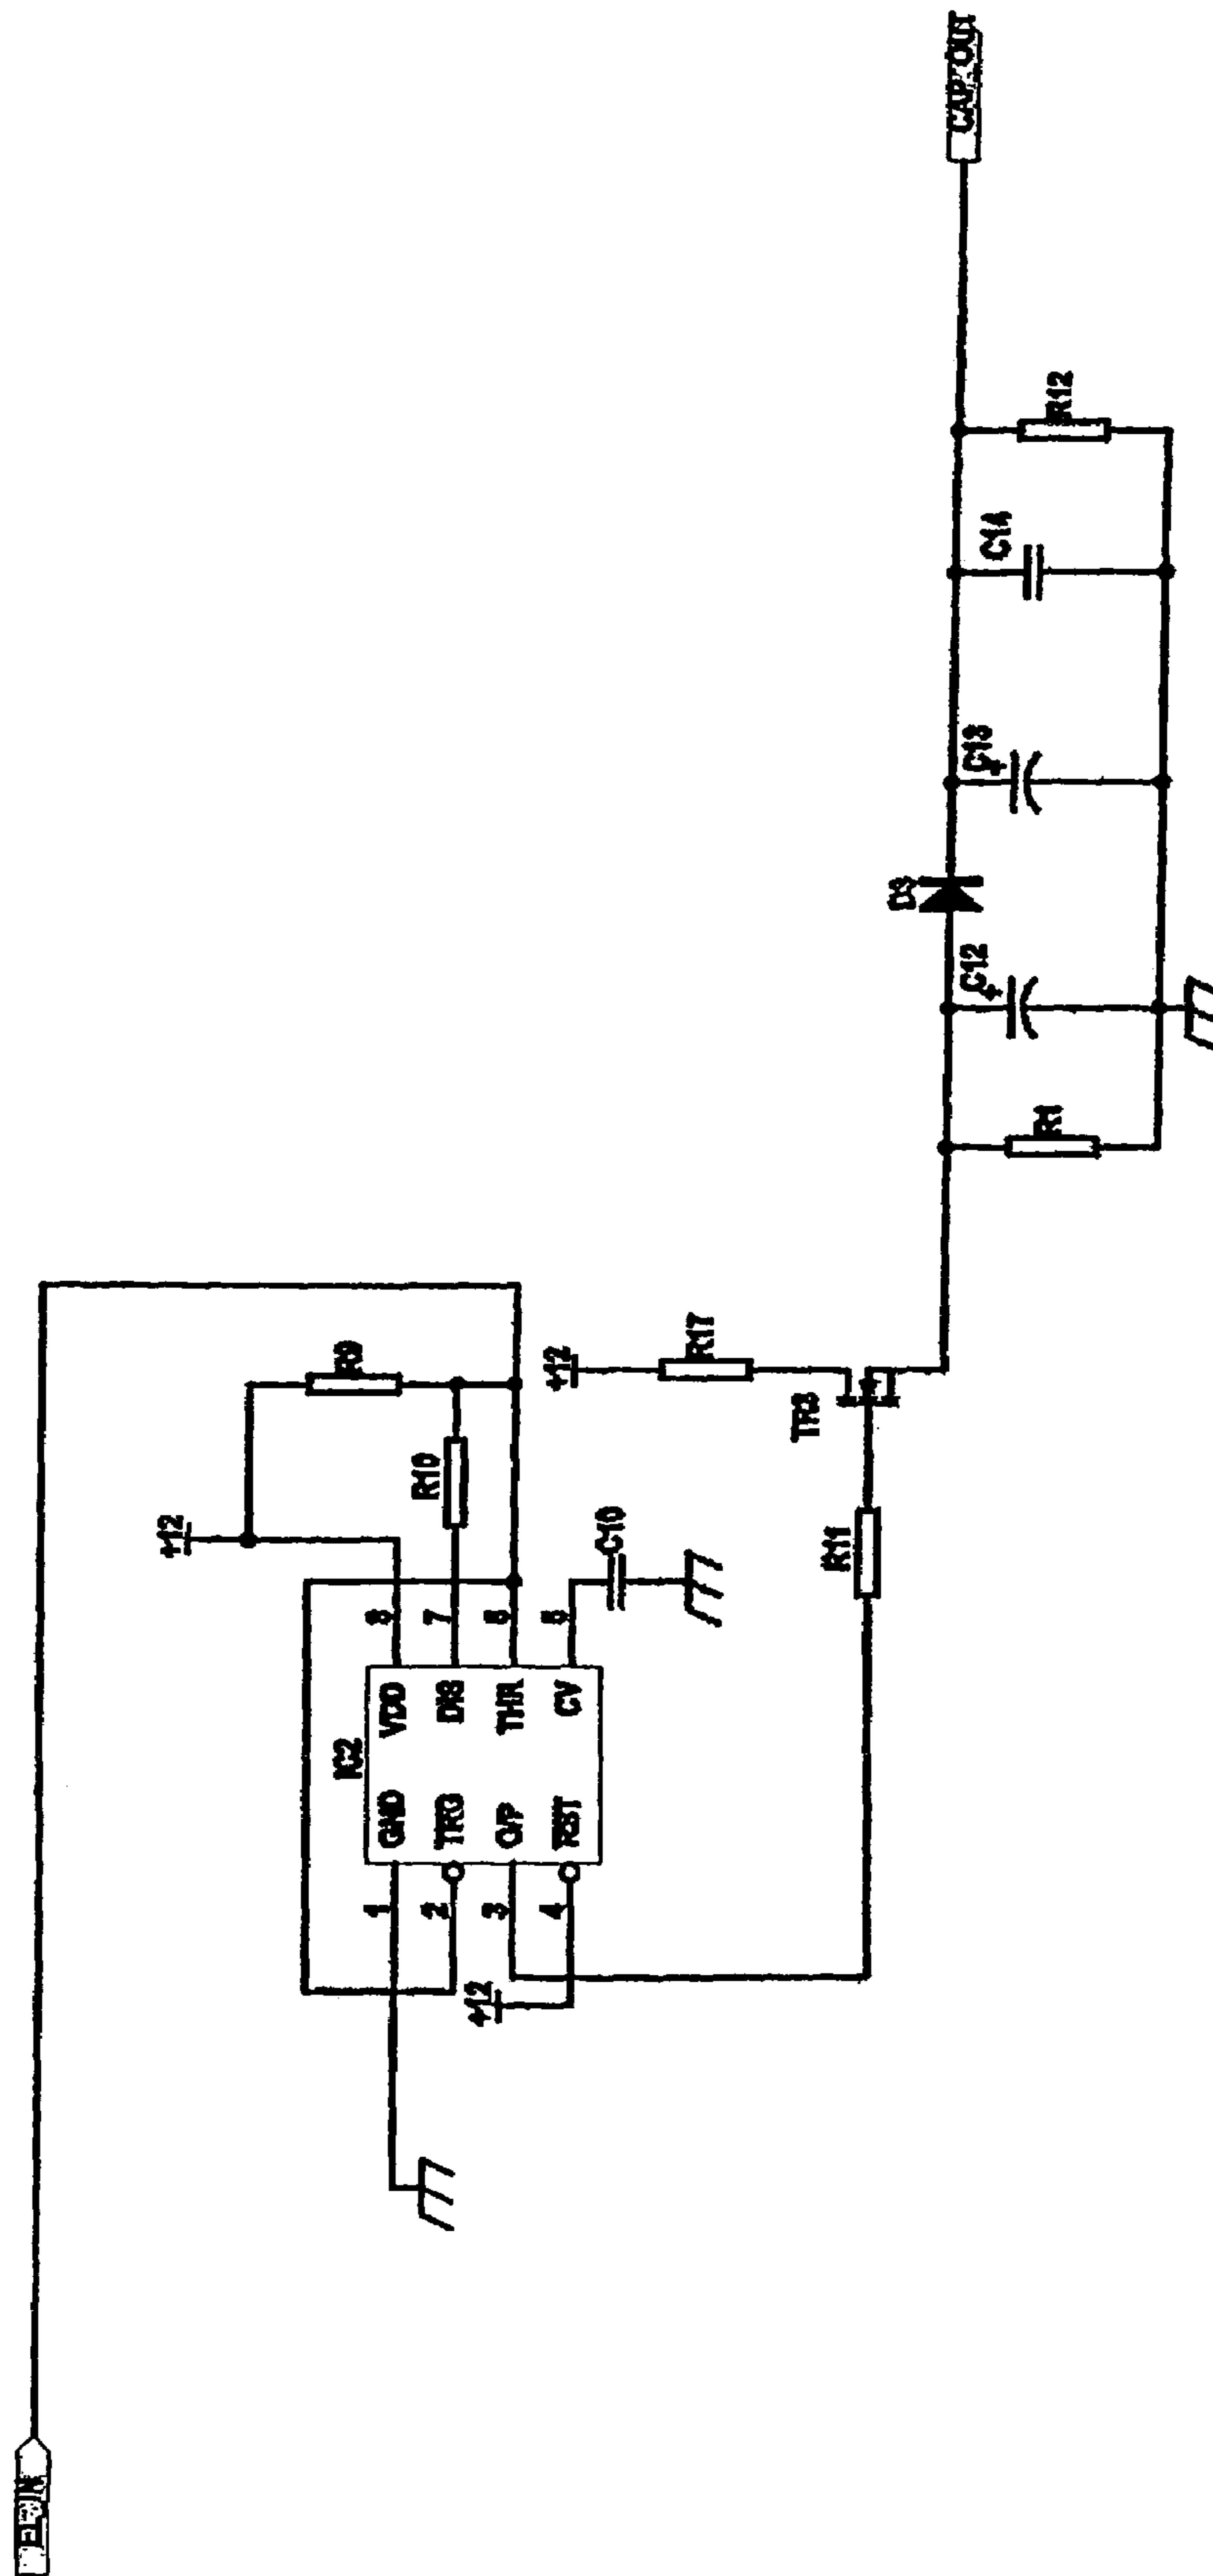 CAP OUT
R12
C14
C13
+
D3
C12
+
R1
R9
+12
R17
+12
TR3
R10
C10
R11
8
7
6
5
IC2
VDD
DIS
THR
CV
GND
TRG
O/P
RST
1
2
3
4
+12